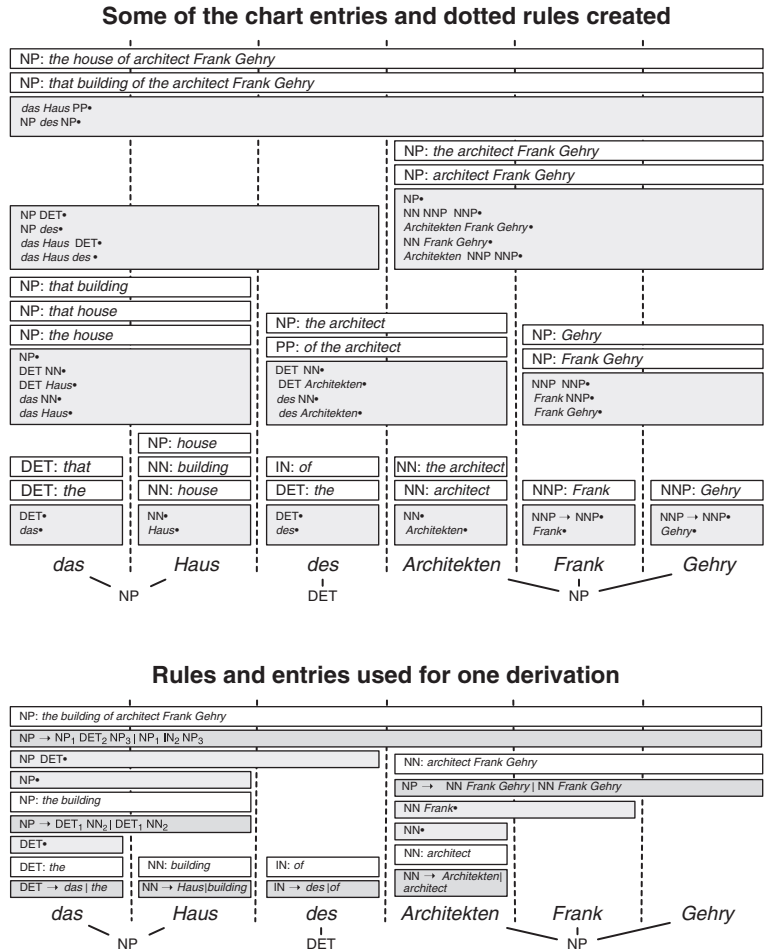 Some of the chart entries and dotted rules created
NP: the house of architect Frank Gehry
NP: that building of the architect Frank Gehry
das Haus PP•
NP des NP•
NP: the architect Frank Gehry
NP: architect Frank Gehry
NP•
NN NNP NNP•
Architekten Frank Gehry•
NN Frank Gehry•
Architekten NNP NNP•
NP DET•
NP des•
das Haus DET•
das Haus des •
NP: that building
NP: that house
NP: the house
NP•
DET NN•
DET Haus•
das NN•
das Haus•
NP: the architect
PP: of the architect
DET NN•
DET Architekten•
des NN•
des Architekten•
NP: Gehry
NP: Frank Gehry
NNP NNP•
Frank NNP•
Frank Gehry•
NP: house
DET: that NN: building IN: of NN: the architect
DET: the NN: house DET: the NN: architect NNP: Frank NNP: Gehry
DET• NN• DET• NN• NNP → NNP• NNP → NNP•
das• Haus• des• Architekten• Frank• Gehry•
das Haus des Architekten Frank Gehry
NP DET NP
Rules and entries used for one derivation
NP: the building of architect Frank Gehry
NP → NP₁ DET₂ NP₃ | NP₁ IN₂ NP₃
NP DET• NN: architect Frank Gehry
NP• NP → NN Frank Gehry | NN Frank Gehry
NP: the building NN Frank•
NP → DET₁ NN₂ | DET₁ NN₂ NN•
DET•
DET: the NN: building IN: of NN: architect
DET → das | the NN → Haus|building IN → des |of NN → Architekten|
architect
das Haus des Architekten Frank Gehry
NP DET NP